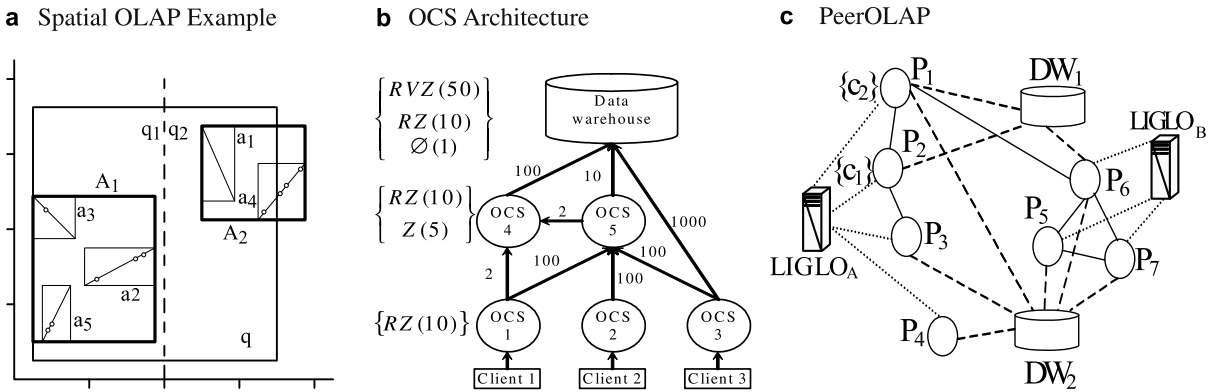 a Spatial OLAP Example
q1 q2
a1
a4
A1
A2
a3
a2
a5
q
b OCS Architecture
{RVZ(50)
RZ(10)
∅(1)}
Data
warehouse
100
10
1000
{RZ(10)
Z(5)}
OCS
4
2
OCS
5
2
100
100
100
{RZ(10)}
OCS
1
OCS
2
OCS
3
Client 1
Client 2
Client 3
c PeerOLAP
P1
{c2}
DW1
LIGLOB
P2
{c1}
P6
P5
P3
P7
LIGLOA
P4
DW2